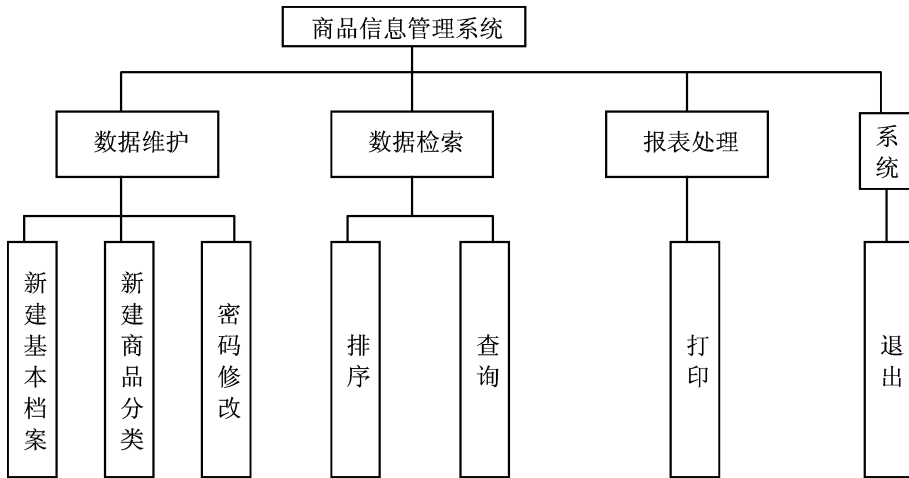 商品信息管理系统
数据维护
数据检索
报表处理
系统
新建基本档案
新建商品分类
密码修改
排序
查询
打印
退出